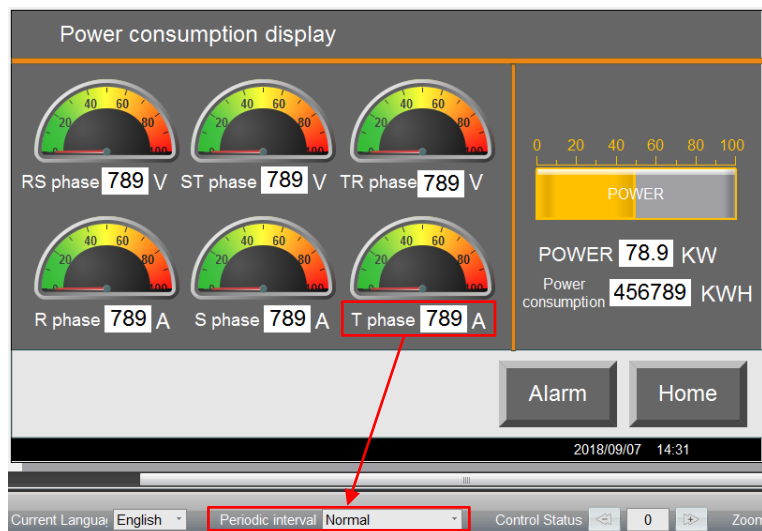 Power consumption display
40 60
20 80
100
40 60
20 80
100
40 60
20 80
100
RS phase 789 V
ST phase 789 V
TR phase 789 V
40 60
20 80
100
40 60
20 80
100
40 60
20 80
100
R phase 789 A
S phase 789 A
T phase 789 A
0 20 40 60 80 100
POWER
POWER 78.9 KW
Power
consumption 456789 KWH
Alarm
Home
2018/09/07 14:31
Current Languag English
Periodic interval Normal
Control Status 0
Zoon